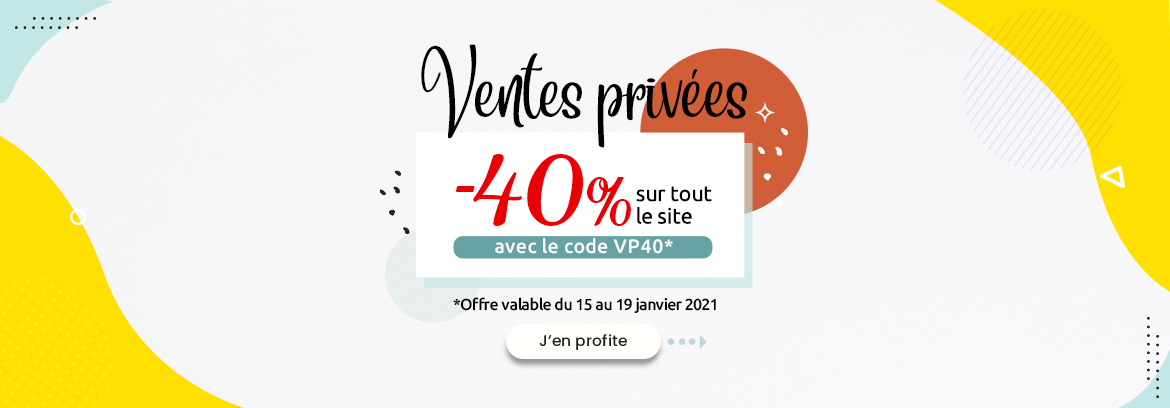 Ventes privées
-40% sur tout
le site
avec le code VP40*
*Offre valable du 15 au 19 janvier 2021
J'en profite